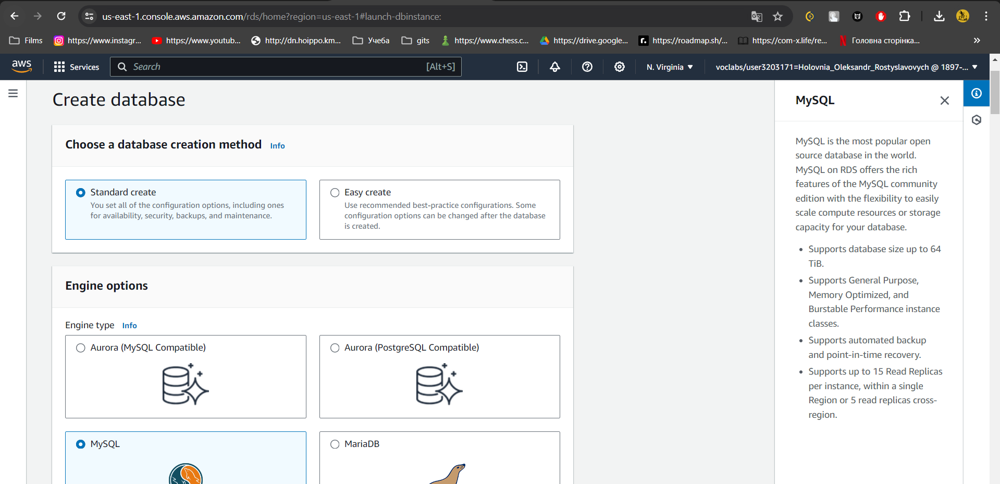 us-east-1.console.aws.amazon.com/rds/home?region=us-east-1#launch-dbinstance:
Films https://www.instagr... https://www.youtub... http://dn.hoippo.km... Учеба gits https://www.chess.c... https://drive.google... https://roadmap.sh/... https://com-x.life/re... Головна сторінка...
aws Services Search [Alt+S] N. Virginia voclabs/user3203171=Holovnia_Oleksandr_Rostyslavovych @ 1897-...
Create database
Choose a database creation method Info
Standard create
You set all of the configuration options, including ones
for availability, security, backups, and maintenance.
Easy create
Use recommended best-practice configurations. Some
configuration options can be changed after the database
is created.
Engine options
Engine type Info
Aurora (MySQL Compatible)
Aurora (PostgreSQL Compatible)
MySQL
MariaDB
MySQL
MySQL is the most popular open
source database in the world.
MySQL on RDS offers the rich
features of the MySQL community
edition with the flexibility to easily
scale compute resources or storage
capacity for your database.
• Supports database size up to 64
TiB.
• Supports General Purpose,
Memory Optimized, and
Burstable Performance instance
classes.
• Supports automated backup
and point-in-time recovery.
• Supports up to 15 Read Replicas
per instance, within a single
Region or 5 read replicas cross-
region.